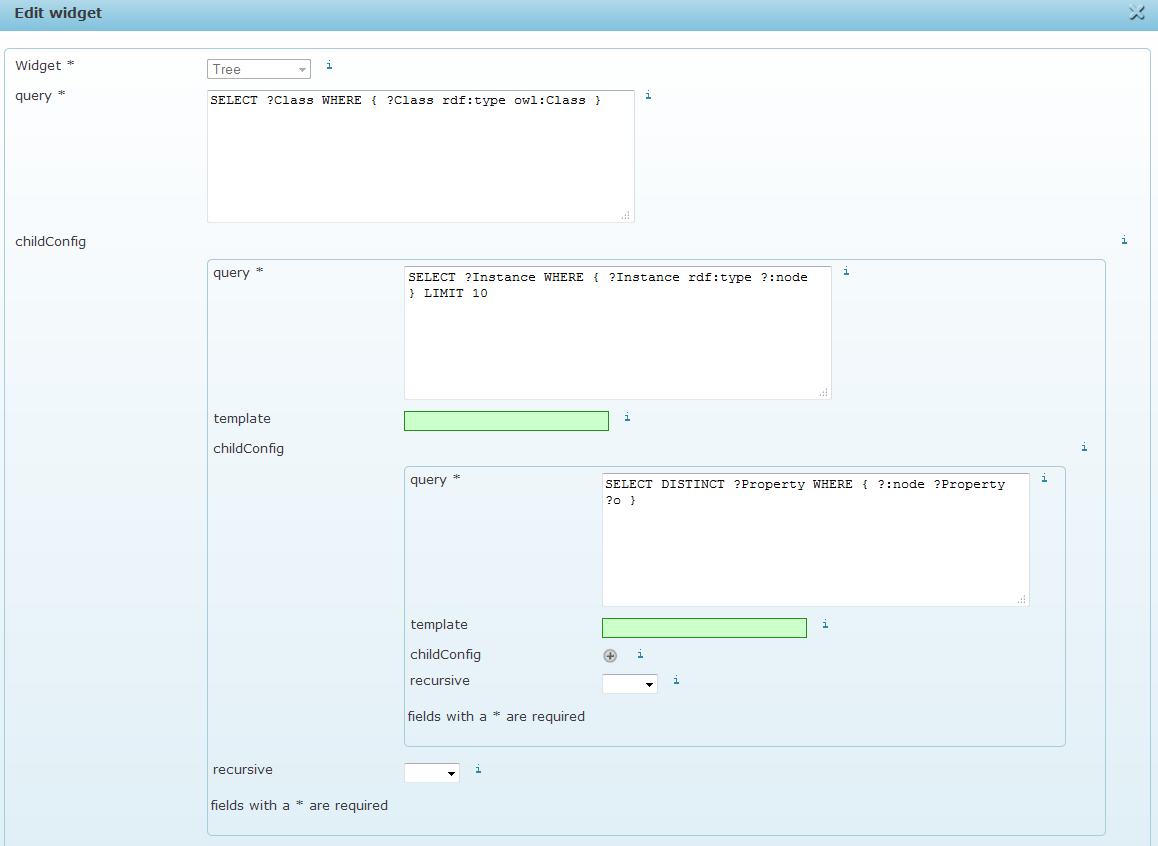 Edit widget
Widget *
Tree
i
query *
SELECT ?Class WHERE { ?Class rdf:type owl:Class }
i
childConfig
i
query *
SELECT ?Instance WHERE { ?Instance rdf:type ?:node
} LIMIT 10
i
template
i
childConfig
i
query *
SELECT DISTINCT ?Property WHERE { ?:node ?Property
?o }
i
template
i
childConfig
i
recursive
i
fields with a * are required
recursive
i
fields with a * are required